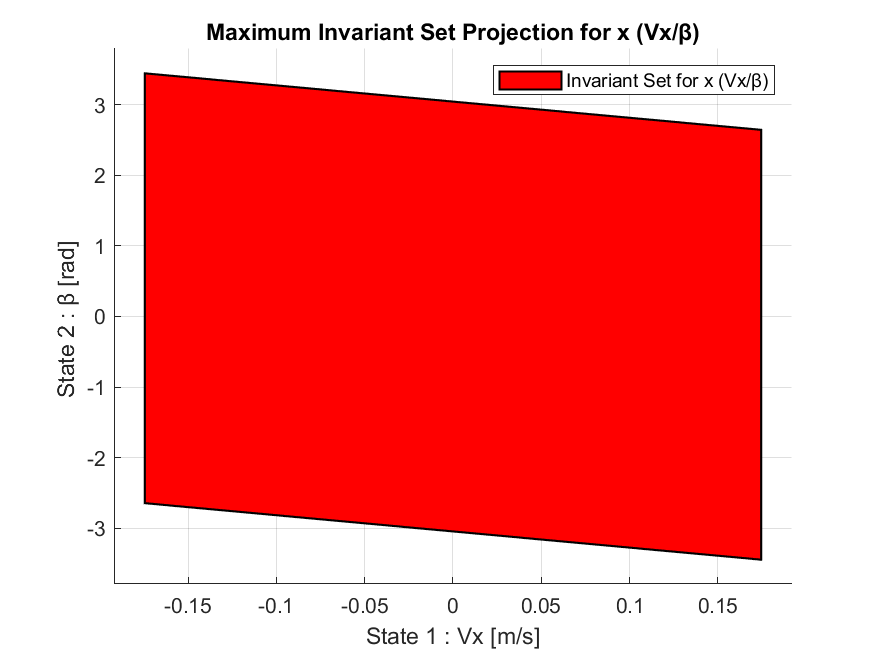 Maximum Invariant Set Projection for x (Vx/β)
Invariant Set for x (Vx/β)
3
2
1
0
-1
-2
-3
State 2 : β [rad]
-0.15 -0.1 -0.05 0 0.05 0.1 0.15
State 1 : Vx [m/s]